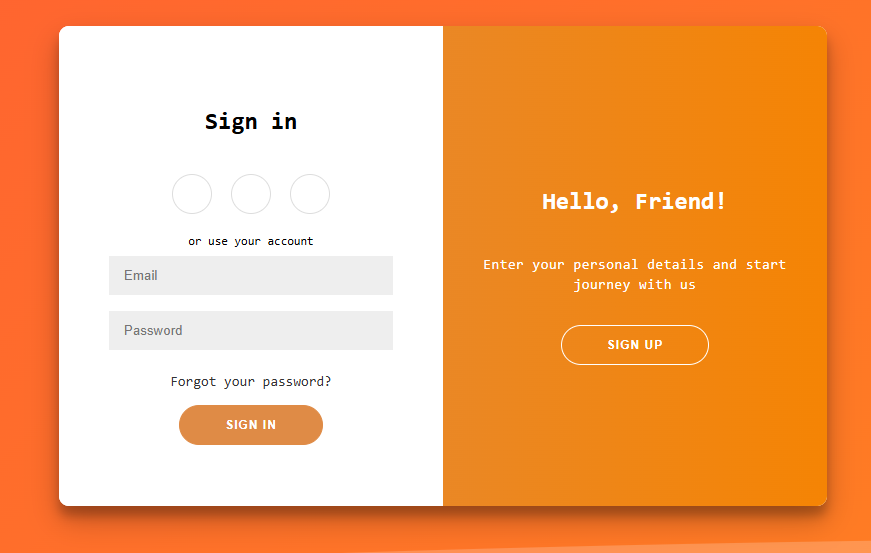 Sign in
or use your account
Email
Password
Forgot your password?
SIGN IN
Hello, Friend!
Enter your personal details and start
journey with us
SIGN UP